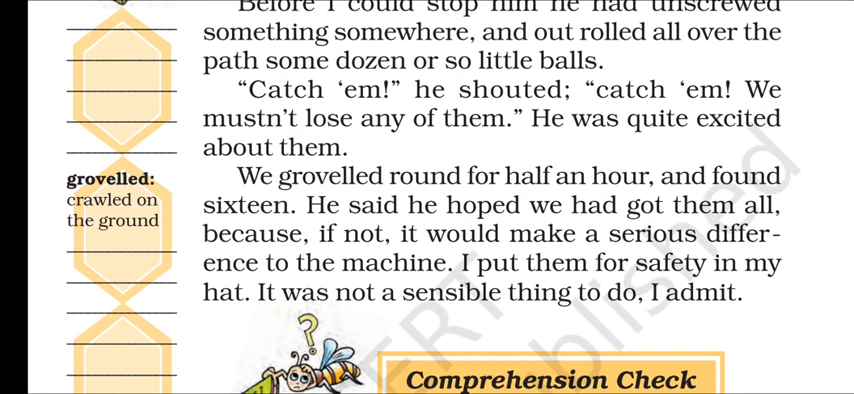 Before I could stop him he had unscrewed
something somewhere, and out rolled all over the
path some dozen or so little balls.
“Catch ‘em!” he shouted; “catch ‘em! We
mustn’t lose any of them.” He was quite excited
about them.
grovelled:
crawled on
the ground
We grovelled round for half an hour, and found
sixteen. He said he hoped we had got them all,
because, if not, it would make a serious differ-
ence to the machine. I put them for safety in my
hat. It was not a sensible thing to do, I admit.
?
Comprehension Check